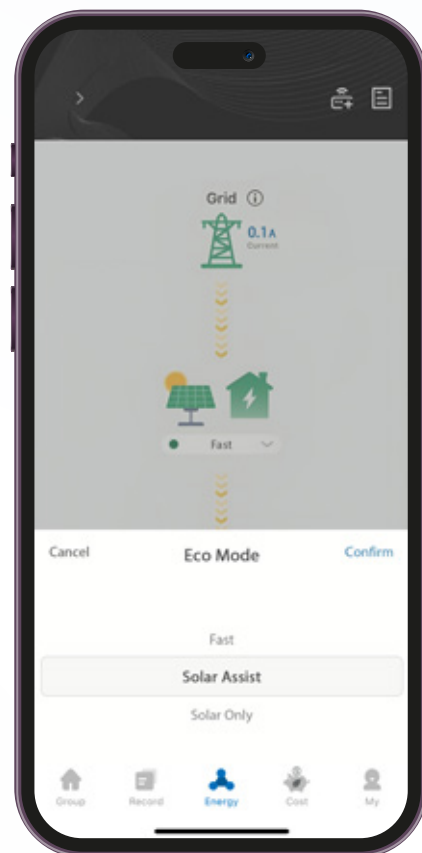 Grid
0.1A
Current
Fast
Cancel Eco Mode Confirm
Fast
Solar Assist
Solar Only
Group Record Energy Cost My